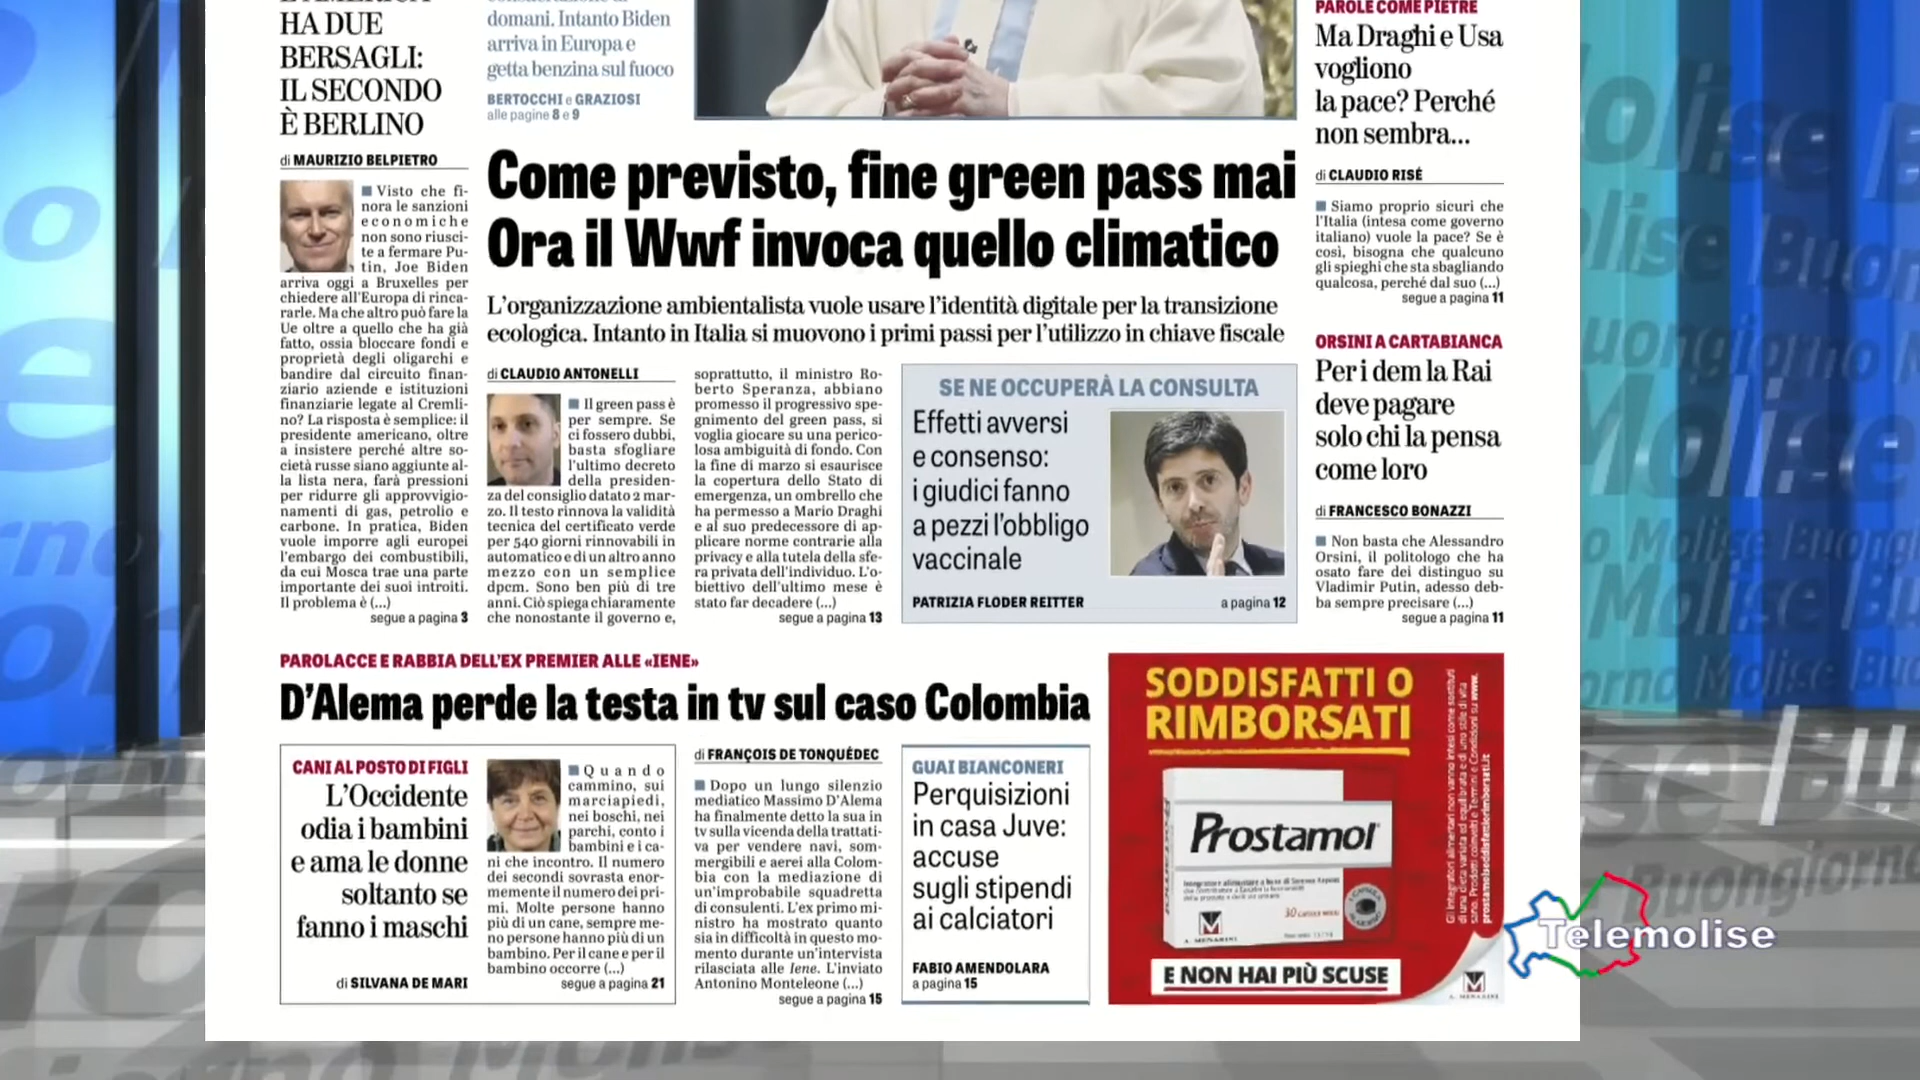 HA DUE
BERSAGLI:
IL SECONDO
È BERLINO
di MAURIZIO BELPIETRO
Visto che fi-
nora le sanzioni
economiche
non sono riusci-
te a fermare Pu-
tin, Joe Biden
arriva oggi a Bruxelles per
chiedere all'Europa di rinca-
rarle. Ma che altro può fare la
Ue oltre a quello che ha già
fatto, ossia bloccare fondi e
proprietà degli oligarchi e
bandire dal circuito finan-
ziario aziende e istituzioni
finanziarie legate al Cremli-
no? La risposta è semplice: il
presidente americano, oltre
a insistere perché altre so-
cietà russe siano aggiunte al-
la lista nera, farà pressioni
per ridurre gli approvvigio-
namenti di gas, petrolio e
carbone. In pratica, Biden
vuole imporre agli europei
l'embargo dei combustibili,
da cui Mosca trae una parte
importante dei suoi introiti.
Il problema è (...)
segue a pagina 3
domani. Intanto Biden
arriva in Europa e
getta benzina sul fuoco
BERTOCCHI e GRAZIOSI
alle pagine 8 e 9
Come previsto, fine green pass mai
Ora il Wwf invoca quello climatico
L'organizzazione ambientalista vuole usare l'identità digitale per la transizione
ecologica. Intanto in Italia si muovono i primi passi per l'utilizzo in chiave fiscale
di CLAUDIO ANTONELLI
Il green pass è
per sempre. Se
ci fossero dubbi,
basta sfogliare
l'ultimo decreto
della presiden-
za del consiglio datato 2 mar-
zo. Il testo rinnova la validità
tecnica del certificato verde
per 540 giorni rinnovabili in
automatico e di un altro anno
mezzo con un semplice
dpcm. Sono ben più di tre
anni. Ciò spiega chiaramente
che nonostante il governo e,
soprattutto, il ministro Ro-
berto Speranza, abbiano
promesso il progressivo spe-
gnimento del green pass, si
voglia giocare su una perico-
losa ambiguità di fondo. Con
la fine di marzo si esaurisce
la copertura dello Stato di
emergenza, un ombrello che
ha permesso a Mario Draghi
e al suo predecessore di ap-
plicare norme contrarie alla
privacy e alla tutela della sfe-
ra privata dell'individuo. L'o-
biettivo dell'ultimo mese è
stato far decadere (...)
segue a pagina 13
SE NE OCCUPERÀ LA CONSULTA
Effetti avversi
e consenso:
i giudici fanno
a pezzi l'obbligo
vaccinale
PATRIZIA FLODER REITTER
a pagina 12
PAROLE COME PIETRE
Ma Draghi e Usa
vogliono
la pace? Perché
non sembra...
di CLAUDIO RISÉ
Siamo proprio sicuri che
l'Italia (intesa come governo
italiano) vuole la pace? Se è
così, bisogna che qualcuno
gli spieghi che sta sbagliando
qualcosa, perché dal suo (...)
segue a pagina 11
ORSINI A CARTABIANCA
Per i dem la Rai
deve pagare
solo chi la pensa
come loro
di FRANCESCO BONAZZI
Non basta che Alessandro
Orsini, il politologo che ha
osato fare dei distinguo su
Vladimir Putin, adesso deb-
ba sempre precisare (...)
segue a pagina 11
PAROLACCE E RABBIA DELL'EX PREMIER ALLE «IENE»
D'Alema perde la testa in tv sul caso Colombia
CANI AL POSTO DI FIGLI
L'Occidente
odia i bambini
e ama le donne
soltanto se
fanno i maschi
di SILVANA DE MARI
Quando
cammino, sui
marciapiedi,
nei boschi, nei
parchi, conto i
bambini e i ca-
ni che incontro. Il numero
dei secondi sovrasta enor-
memente il numero dei pri-
mi. Molte persone hanno
più di un cane, sempre me-
no persone hanno più di un
bambino. Per il cane e per il
bambino occorre (...)
segue a pagina 21
di FRANÇOIS DE TONQUÉDEC
Dopo un lungo silenzio
mediatico Massimo D'Alema
ha finalmente detto la sua in
tv sulla vicenda della trattati-
va per vendere navi, som-
mergibili e aerei alla Colom-
bia con la mediazione di
un'improbabile squadretta
di consulenti. L'ex primo mi-
nistro ha mostrato quanto
sia in difficoltà in questo mo-
mento durante un'intervista
rilasciata alle Iene. L'inviato
Antonino Monteleone (...)
segue a pagina 15
GUAI BIANCONERI
Perquisizioni
in casa Juve:
accuse
sugli stipendi
ai calciatori
FABIO AMENDOLARA
a pagina 15
SODDISFATTI O
RIMBORSATI
Prostamol
A. MENARINI
E NON HAI PIÙ SCUSE
A. MENARINI
Telemolise